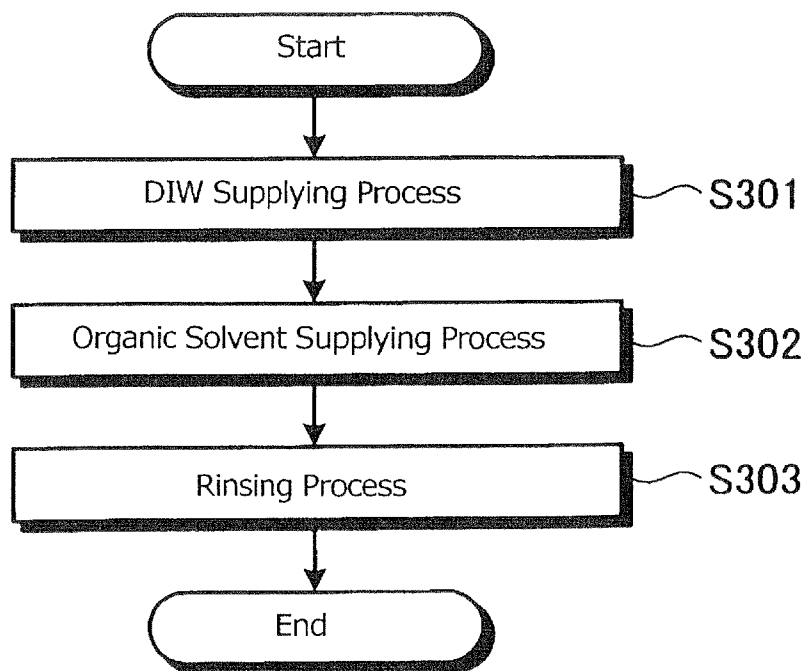 Start
DIW Supplying Process
S301
Organic Solvent Supplying Process
S302
Rinsing Process
S303
End